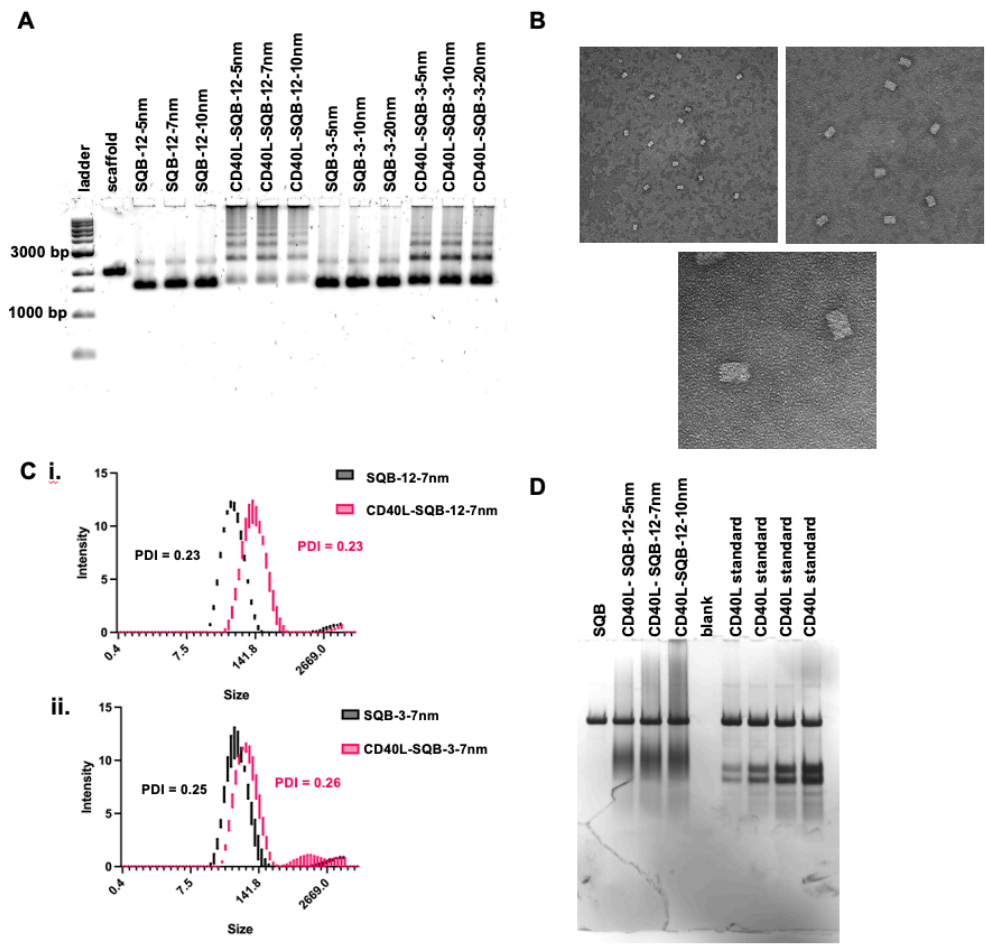 A
ladder
scaffold
SQB-12-5nm
SQB-12-7nm
SQB-12-10nm
CD40L-SQB-12-5nm
CD40L-SQB-12-7nm
CD40L-SQB-12-10nm
SQB-3-5nm
SQB-3-10nm
SQB-3-20nm
CD40L-SQB-3-5nm
CD40L-SQB-3-10nm
CD40L-SQB-3-20nm
3000 bp
1000 bp
B
C i.
15
10
5
0
Intensity
0.4
7.5
141.8
2669.0
Size
SQB-12-7nm
CD40L-SQB-12-7nm
PDI = 0.23
PDI = 0.23
ii.
15
10
5
0
Intensity
0.4
7.5
141.8
2669.0
Size
SQB-3-7nm
CD40L-SQB-3-7nm
PDI = 0.25
PDI = 0.26
D
SQB
CD40L- SQB-12-5nm
CD40L- SQB-12-7nm
CD40L-SQB-12-10nm
blank
CD40L standard
CD40L standard
CD40L standard
CD40L standard